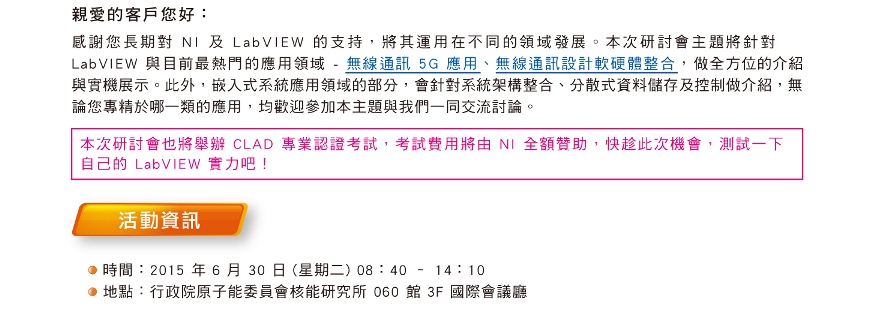 親愛的客戶您好：
感謝您長期對 NI 及 LabVIEW 的支持，將其運用在不同的領域發展。本次研討會主題將針對
LabVIEW 與目前最熱門的應用領域 - 無線通訊 5G 應用、無線通訊設計軟硬體整合，做全方位的介紹
與實機展示。此外，嵌入式系統應用領域的部分，會針對系統架構整合、分散式資料儲存及控制做介紹，無
論您專精於哪一類的應用，均歡迎參加本主題與我們一同交流討論。
本次研討會也將舉辦 CLAD 專業認證考試，考試費用將由 NI 全額贊助，快趁此次機會，測試一下
自己的 LabVIEW 實力吧！
活動資訊
時間：2015 年 6 月 30 日 (星期二) 08：40 – 14：10
地點：行政院原子能委員會核能研究所 060 館 3F 國際會議廳